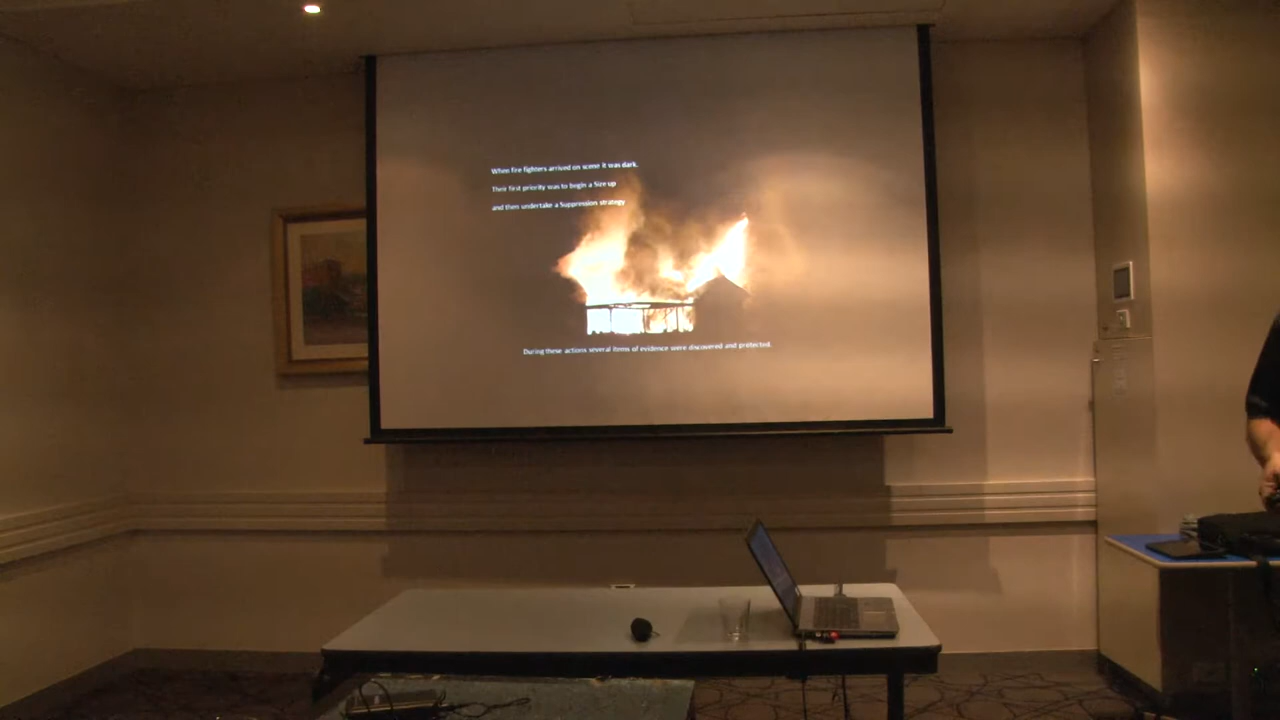 When fire fighters arrived on scene it was dark.
Their first priority was to begin a Size up
and then undertake a Suppression strategy
During these actions several items of evidence were discovered and protected.